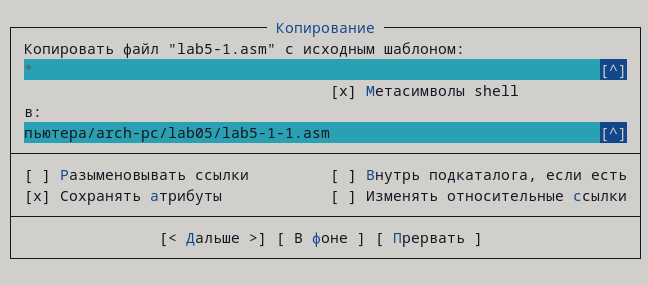 Копирование
Копировать файл "lab5-1.asm" с исходным шаблоном:
* [^]
[x] Метасимволы shell
в:
пьютера/arch-pc/lab05/lab5-1-1.asm [^]
[ ] Разыменовывать ссылки [ ] Внутрь подкаталога, если есть
[x] Сохранять атрибуты [ ] Изменять относительные ссылки
[< Дальше >] [ В фоне ] [ Прервать ]